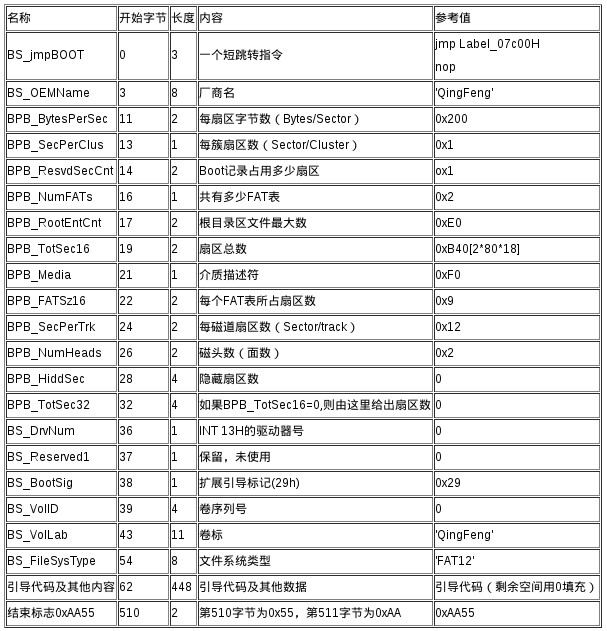 名称 开始字节 长度 内容 参考值
BS_jmpBOOT 0 3 一个短跳转指令 jmp Label_07c00H
nop
BS_OEMName 3 8 厂商名 'QingFeng'
BPB_BytesPerSec 11 2 每扇区字节数（Bytes/Sector） 0x200
BPB_SecPerClus 13 1 每簇扇区数（Sector/Cluster） 0x1
BPB_ResvdSecCnt 14 2 Boot记录占用多少扇区 ox1
BPB_NumFATs 16 1 共有多少FAT表 0x2
BPB_RootEntCnt 17 2 根目录区文件最大数 0xE0
BPB_TotSec16 19 2 扇区总数 0xB40[2*80*18]
BPB_Media 21 1 介质描述符 0xF0
BPB_FATSz16 22 2 每个FAT表所占扇区数 0x9
BPB_SecPerTrk 24 2 每磁道扇区数（Sector/track） 0x12
BPB_NumHeads 26 2 磁头数（面数） 0x2
BPB_HiddSec 28 4 隐藏扇区数 0
BPB_TotSec32 32 4 如果BPB_TotSec16=0,则由这里给出扇区数 0
BS_DrvNum 36 1 INT 13H的驱动器号 0
BS_Reserved1 37 1 保留，未使用 0
BS_BootSig 38 1 扩展引导标记(29h) 0x29
BS_VolID 39 4 卷序列号 0
BS_VolLab 43 11 卷标 'QingFeng'
BS_FileSysType 54 8 文件系统类型 'FAT12'
引导代码及其他内容 62 448 引导代码及其他数据 引导代码（剩余空间用0填充）
结束标志0xAA55 510 2 第510字节为0x55，第511字节为0xAA 0xAA55